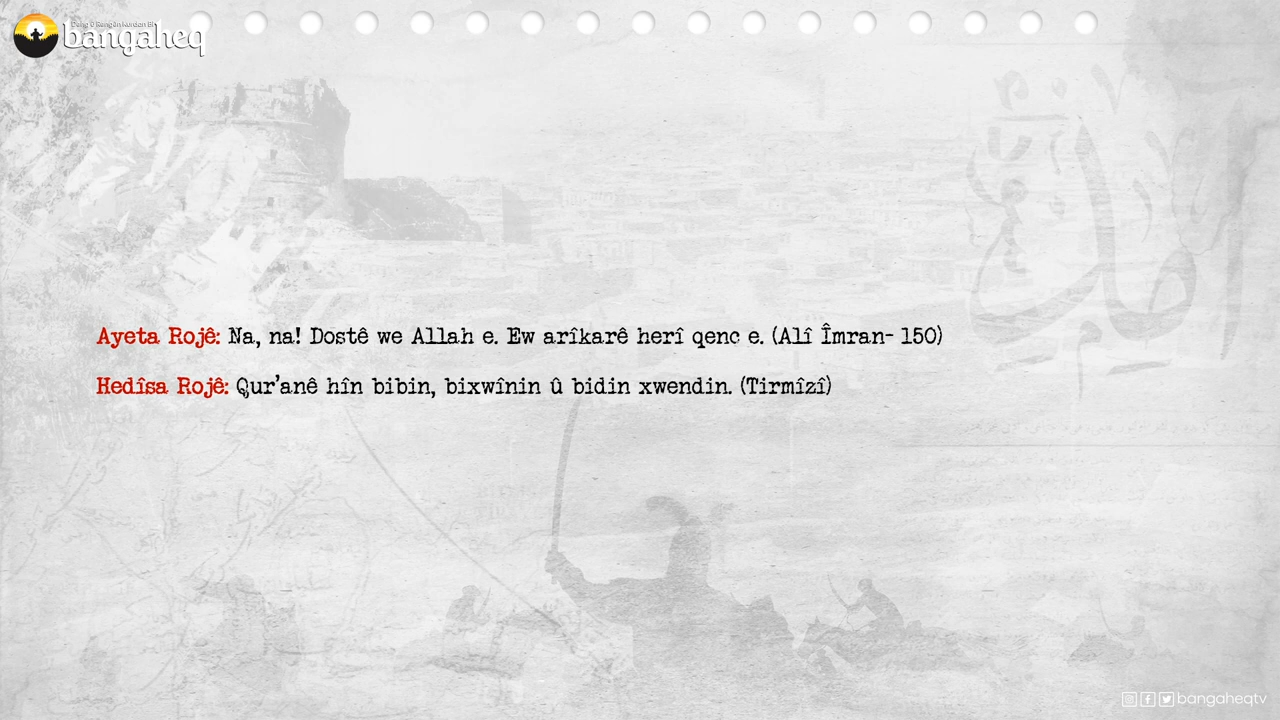 bangaheq
Ayeta Rojê: Na, na! Dostê we Allah e. Ew arîkarê herî qenc e. (Alî Îmran- 150)
Hedîsa Rojê: Qur'anê hîn bibin, bixwînin û bidin xwendin. (Tirmîzî)
bangaheqtv